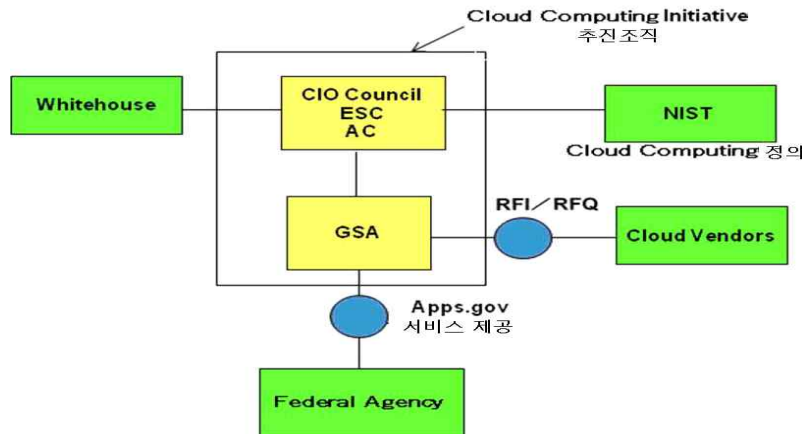 Cloud Computing Initiative
추진조직
Whitehouse
CIO Council
ESC
AC
NIST
Cloud Computing 정의
RFI/RFQ
GSA
Cloud Vendors
Apps.gov
서비스 제공
Federal Agency